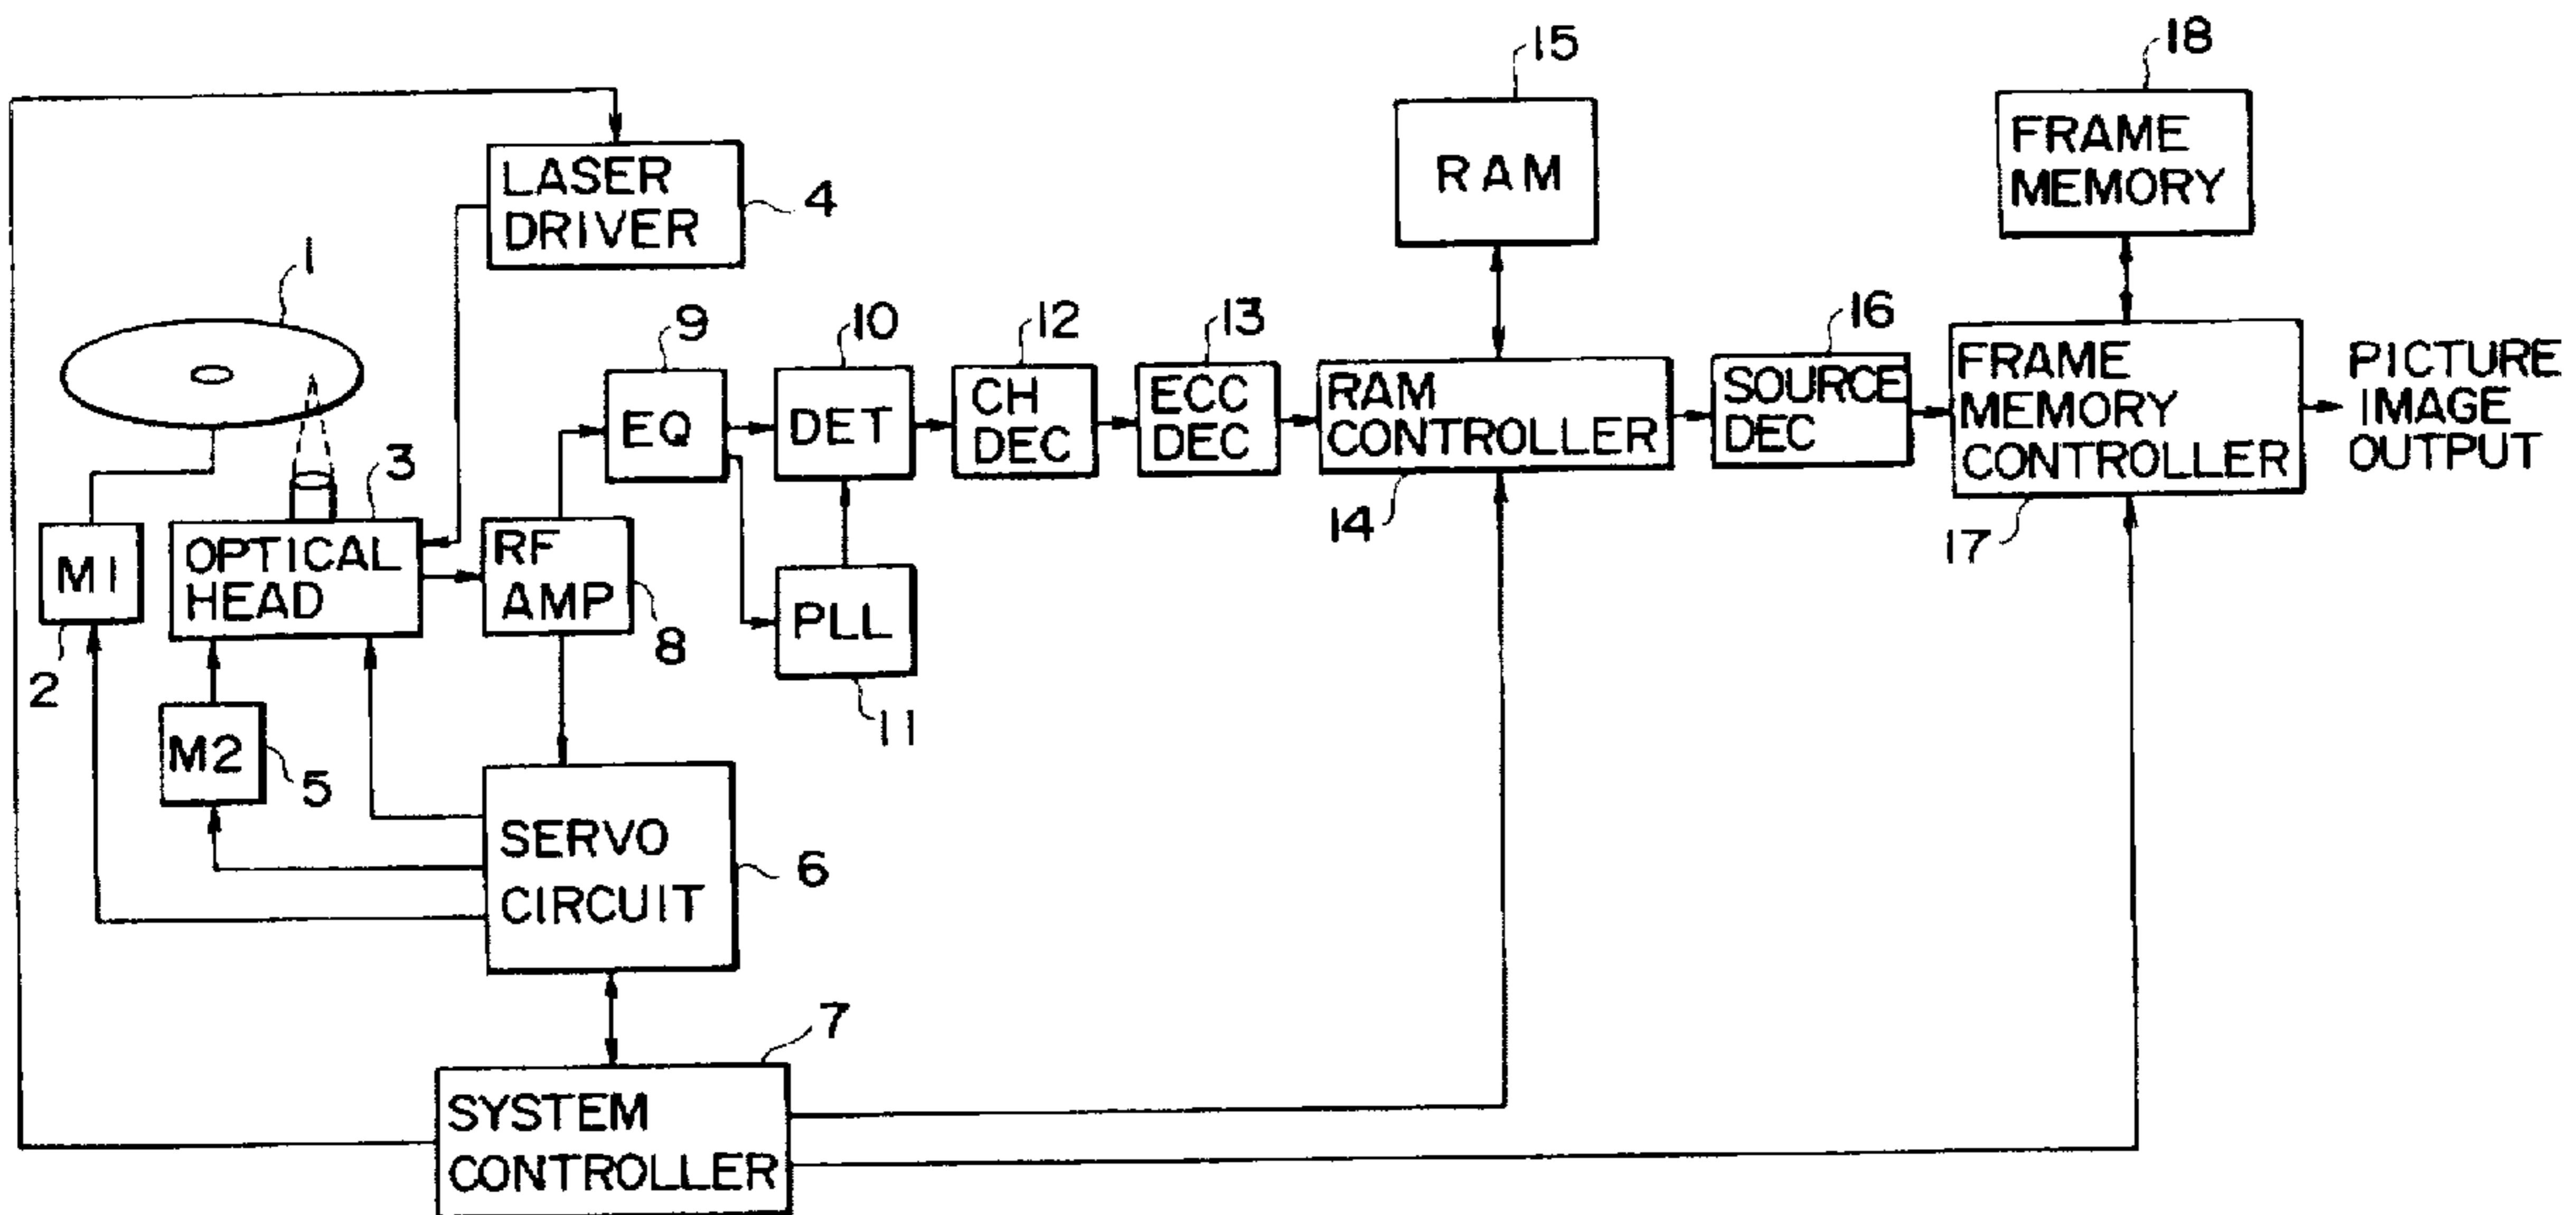 15
18
LASER
DRIVER
4
RAM
FRAME
MEMORY
1
9
10
12
13
16
EQ
DET
CH
DEC
ECC
DEC
RAM
CONTROLLER
14
SOURCE
DEC
FRAME
MEMORY
CONTROLLER
17
PICTURE
IMAGE
OUTPUT
3
M1
2
OPTICAL
HEAD
RF
AMP
8
PLL
11
M2
5
SERVO
CIRCUIT
6
7
SYSTEM
CONTROLLER